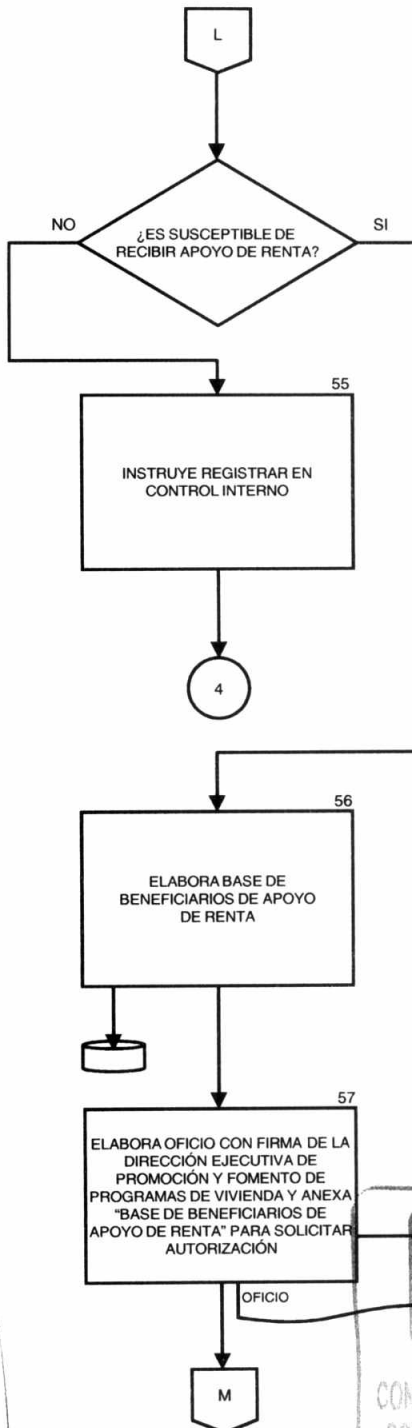 L
¿ES SUSCEPTIBLE DE
RECIBIR APOYO DE RENTA?
NO
SI
55
INSTRUYE REGISTRAR EN
CONTROL INTERNO
4
56
ELABORA BASE DE
BENEFICIARIOS DE APOYO
DE RENTA
57
ELABORA OFICIO CON FIRMA DE LA
DIRECCIÓN EJECUTIVA DE
PROMOCIÓN Y FOMENTO DE
PROGRAMAS DE VIVIENDA Y ANEXA
"BASE DE BENEFICIARIOS DE
APOYO DE RENTA" PARA SOLICITAR
AUTORIZACIÓN
OFICIO
M